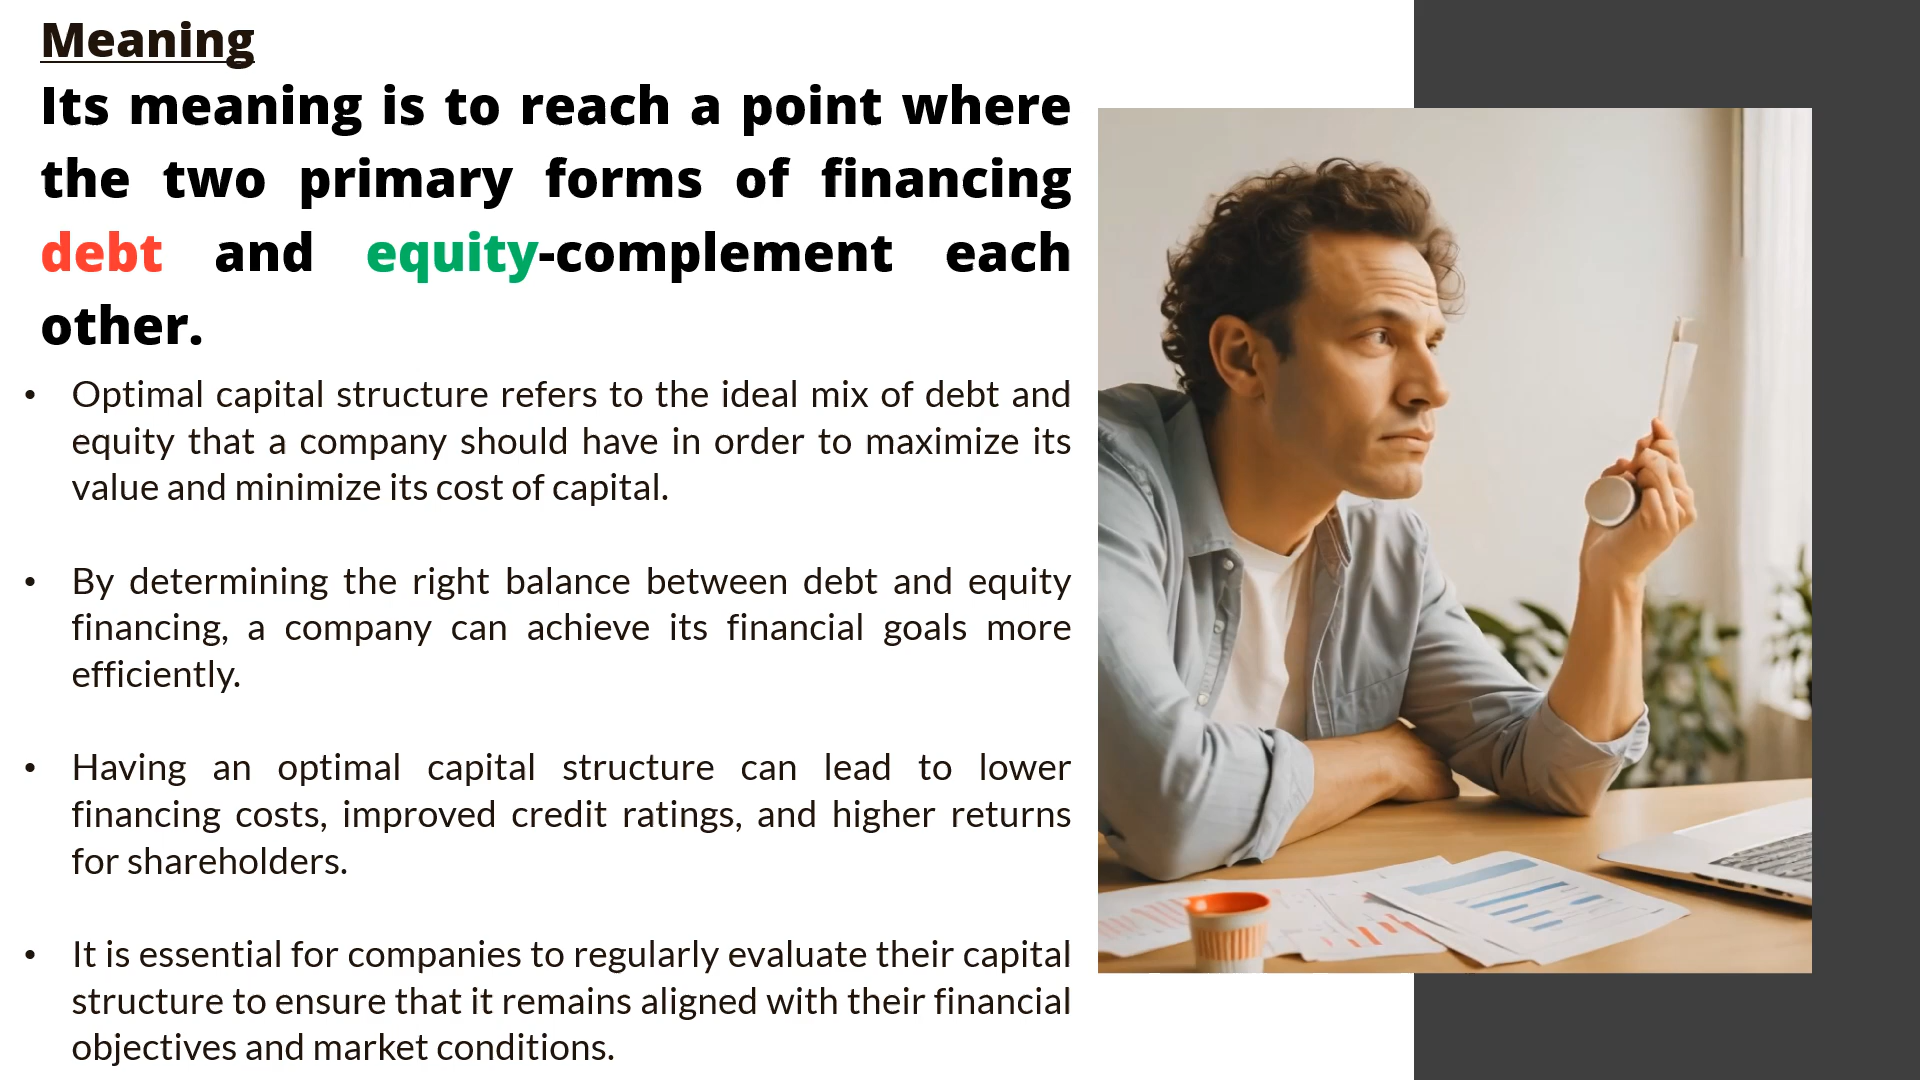 Meaning
Its meaning is to reach a point where
the two primary forms of financing
debt and equity-complement each
other.
• Optimal capital structure refers to the ideal mix of debt and
equity that a company should have in order to maximize its
value and minimize its cost of capital.
• By determining the right balance between debt and equity
financing, a company can achieve its financial goals more
efficiently.
• Having an optimal capital structure can lead to lower
financing costs, improved credit ratings, and higher returns
for shareholders.
• It is essential for companies to regularly evaluate their capital
structure to ensure that it remains aligned with their financial
objectives and market conditions.